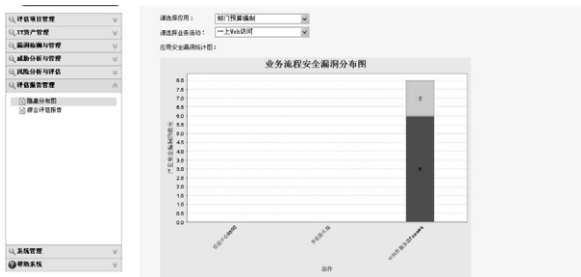 评估项目管理
IT资产管理
漏洞检测与管理
威胁分析与管理
风险分析与评估
评估报告管理
隐患分布图
综合评估报告
系统管理
帮助系统
请选择应用：
部门预算编制
请选择业务活动：
一上Web访问
应用安全漏洞统计图：
业务流程安全漏洞分布图
8.0
7.5
7.0
6.5
6.0
5.5
5.0
4.5
4.0
3.5
3.0
2.5
2.0
1.5
1.0
0.5
0.0
2
6